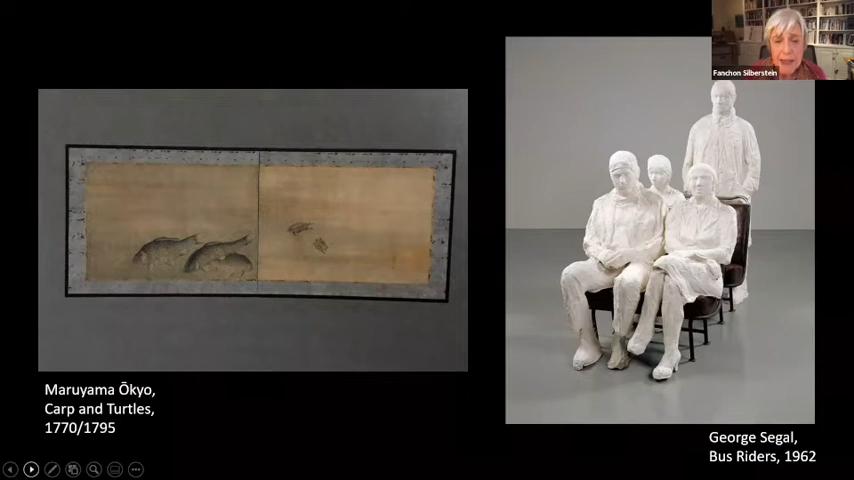 Fanchon Silberstein
Maruyama Ōkyo,
Carp and Turtles,
1770/1795
George Segal,
Bus Riders, 1962